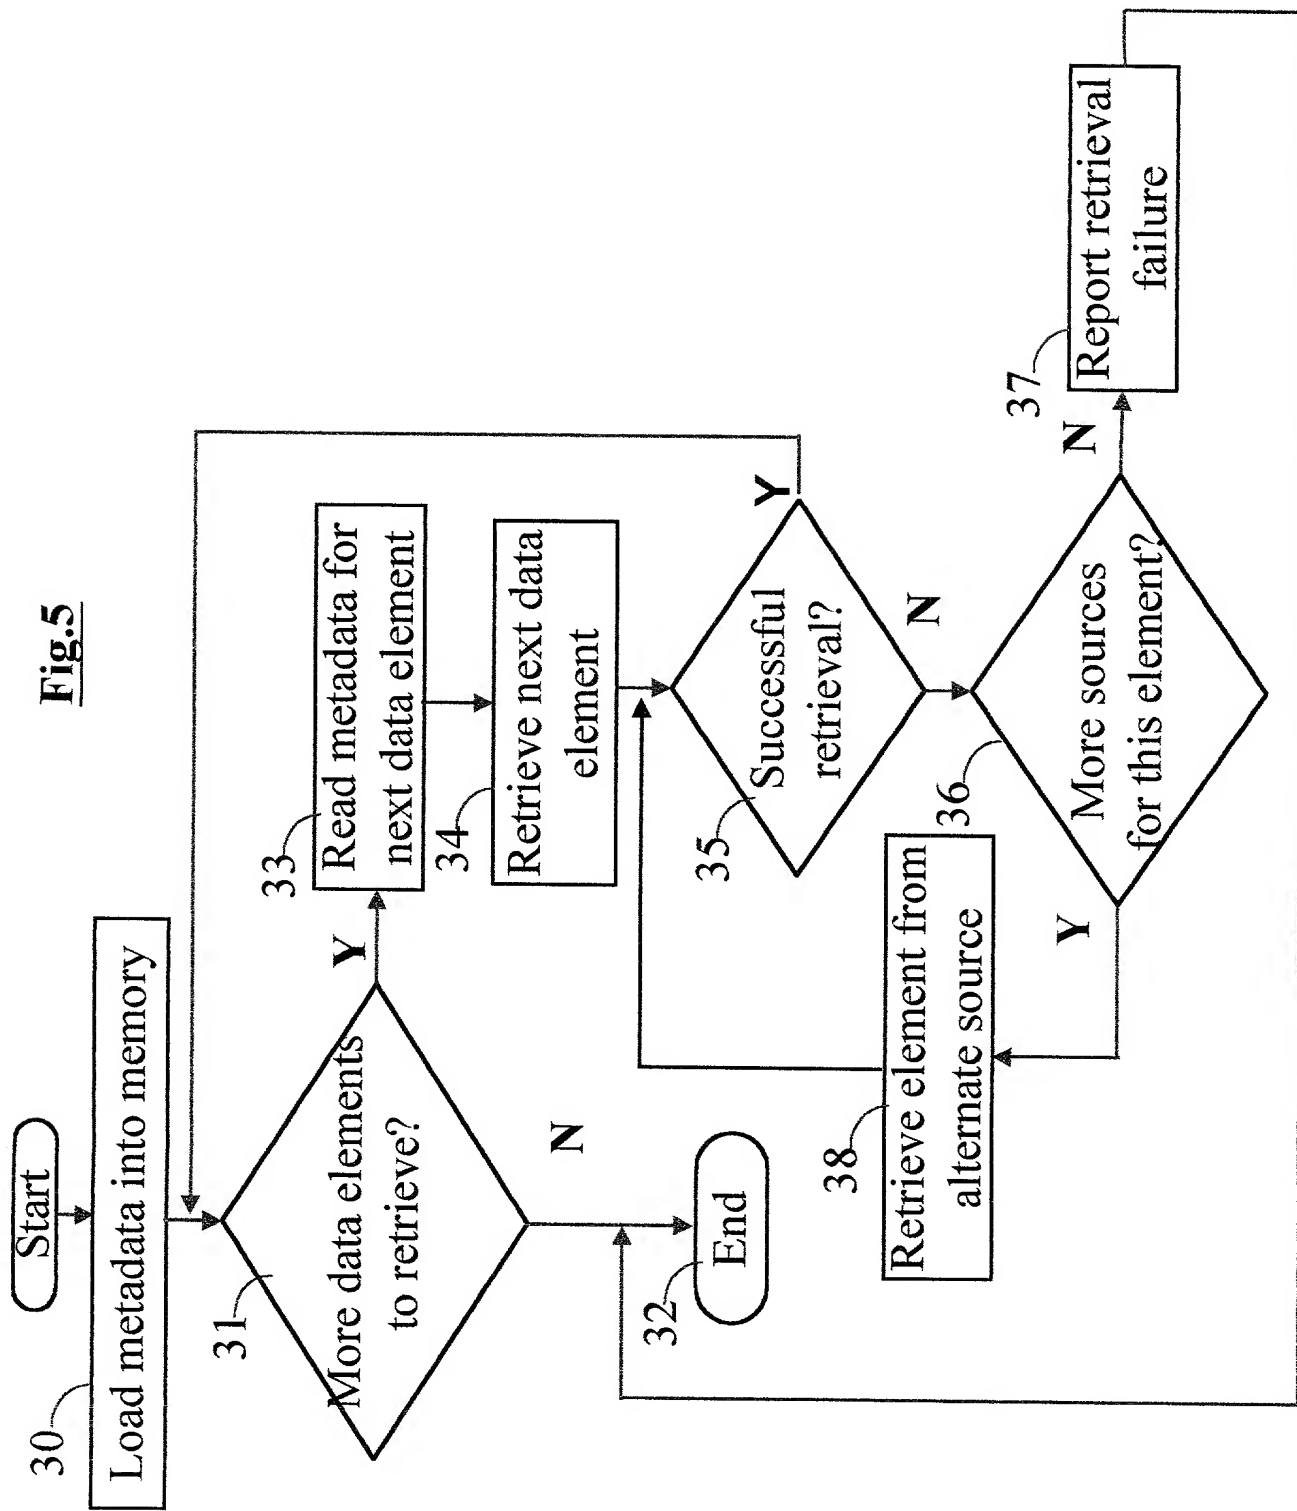 Fig.5
Start
30
Load metadata into memory
31
More data elements
to retrieve?
Y
N
32
End
33
Read metadata for
next data element
34
Retrieve next data
element
35
Successful
retrieval?
Y
N
36
More sources
for this element?
Y
N
37
Report retrieval
failure
38
Retrieve element from
alternate source